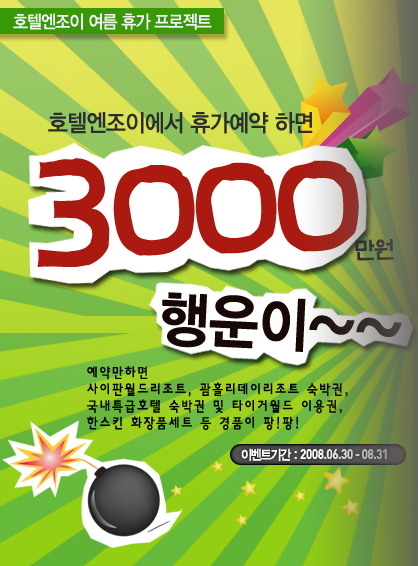 호텔엔조이 여름 휴가 프로젝트
호텔엔조이에서 휴가예약 하면
3000만원
행운이~~
예약만하면
사이판월드리조트, 괌홀리데이리조트 숙박권,
국내특급호텔 숙박권 및 타이거월드 이용권,
한스킨 화장품세트 등 경품이 팡!팡!
이벤트기간 : 2008.06.30 - 08.31